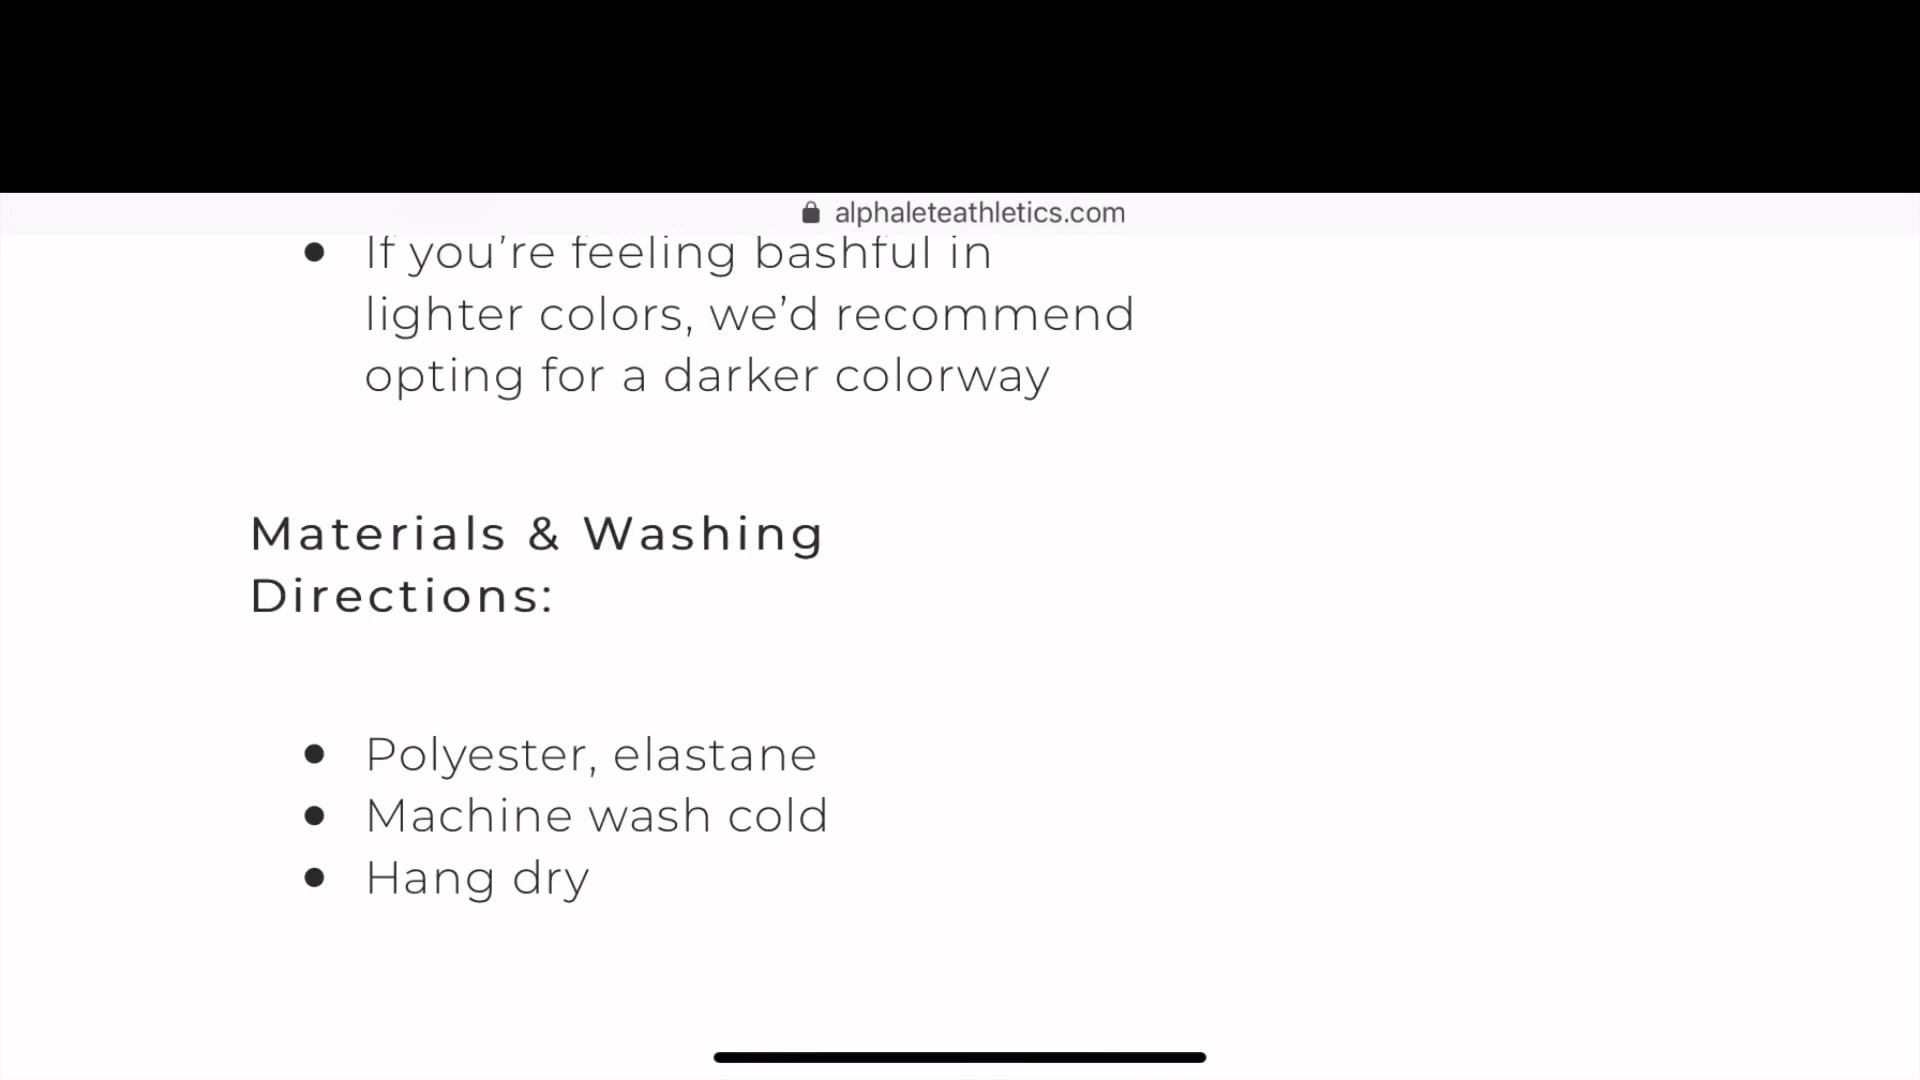 alphaleteathletics.com
• If you’re feeling bashful in
lighter colors, we’d recommend
opting for a darker colorway
Materials & Washing
Directions:
• Polyester, elastane
• Machine wash cold
• Hang dry